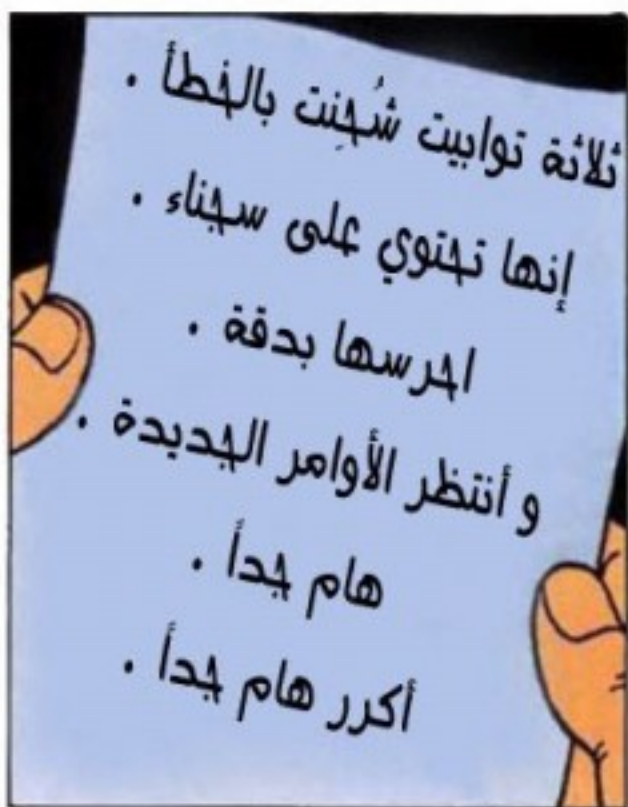 ثلاثة توابيت شُحِنت بالخطأ .
إنها تحتوي على سجناء .
احرسها بدقة .
و أنتظر الأوامر الجديدة .
هام جداً .
أكرر هام جداً .